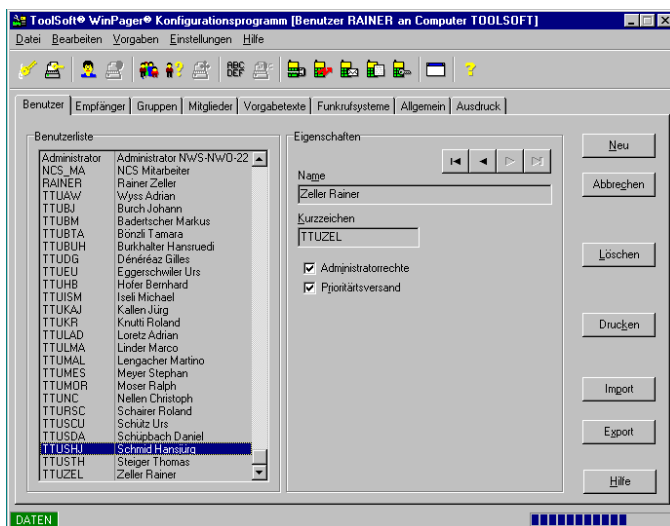 ToolSoft® WinPager® Konfigurationsprogramm [Benutzer RAINER an Computer TOOLSOFT]
Datei Bearbeiten Vorgaben Einstellungen Hilfe
ABC
DEF
Benutzer Empfänger Gruppen Mitglieder Vorgabetexte Funkrufsysteme Allgemein Ausdruck
Benutzerliste
Administrator Administrator NWS-NWO-22
NCS_MA NCS Mitarbeiter
RAINER Rainer Zeller
TTUAW Wyss Adrian
TTUBJ Burch Johann
TTUBM Badertscher Markus
TTUBTA Bönzli Tamara
TTUBUH Burkhalter Hansruedi
TTUDG Dénéréaz Gilles
TTUEU Eggerschwiler Urs
TTUHB Hofer Bernhard
TTUISM Iseli Michael
TTUKAJ Kallen Jürg
TTUKR Knutti Roland
TTULAD Loretz Adrian
TTULMA Linder Marco
TTUMAL Lengacher Martino
TTUMES Meyer Stephan
TTUMOR Moser Ralph
TTUNC Nellen Christoph
TTURSC Schairer Roland
TTUSCU Schütz Urs
TTUSDA Schüpbach Daniel
TTUSHJ Schmid Hansjürg
TTUSTH Steiger Thomas
TTUZEL Zeller Rainer
Eigenschaften
Name
Zeller Rainer
Kurzzeichen
TTUZEL
Administratorrechte
Prioritärtsversand
Neu
Abbrechen
Löschen
Drucken
Import
Export
Hilfe
DATEN